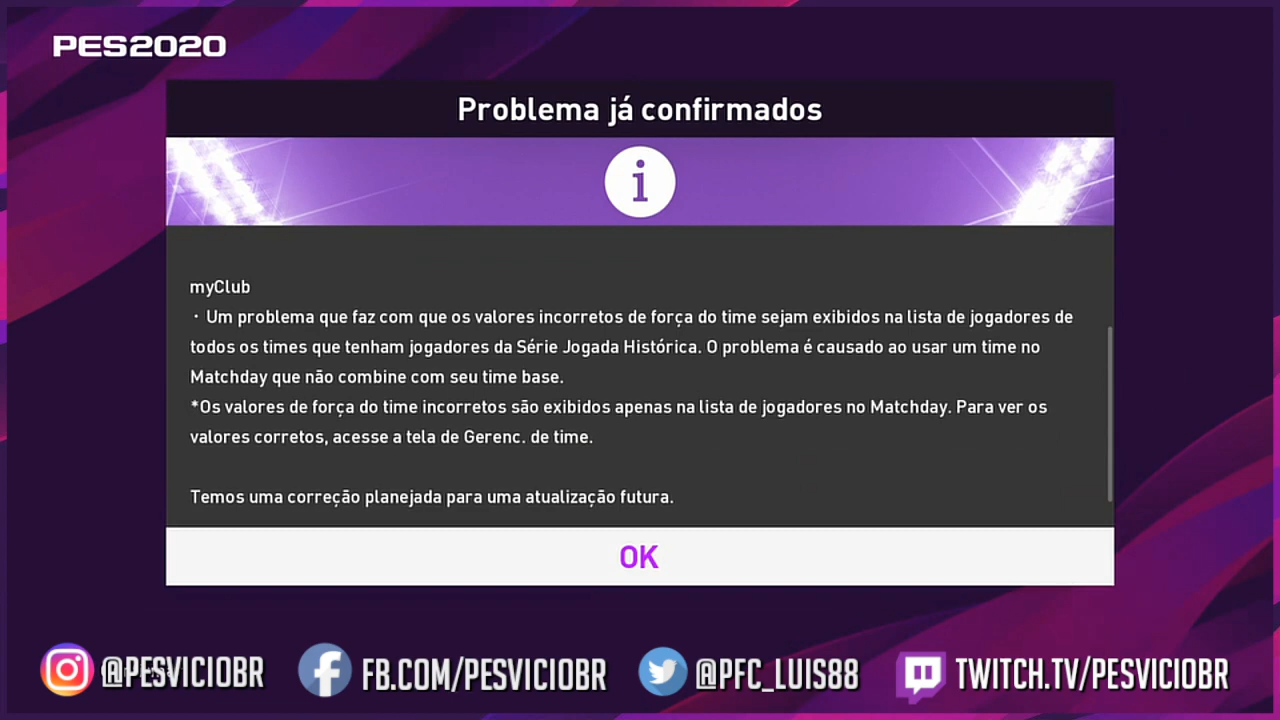 PES2020
Problema já confirmados
i
myClub
・Um problema que faz com que os valores incorretos de força do time sejam exibidos na lista de jogadores de
todos os times que tenham jogadores da Série Jogada Histórica. O problema é causado ao usar um time no
Matchday que não combine com seu time base.
*Os valores de força do time incorretos são exibidos apenas na lista de jogadores no Matchday. Para ver os
valores corretos, acesse a tela de Gerenc. de time.
Temos uma correção planejada para uma atualização futura.
OK
@PESVICIOBR FB.COM/PESVICIOBR @PFC_LUIS88 TWITCH.TV/PESVICIOBR